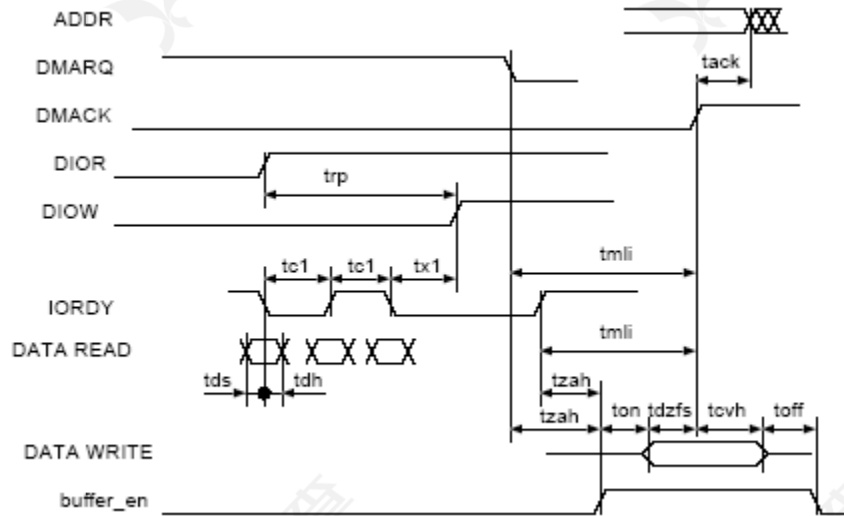 ADDR
DMARQ
tack
DMACK
DIOR
trp
DIOW
tmli
tc1 tc1 tx1
IORDY
tmli
DATA READ
tds tdh
tzah
tzah ton tdzfs tcvh toff
DATA WRITE
buffer_en